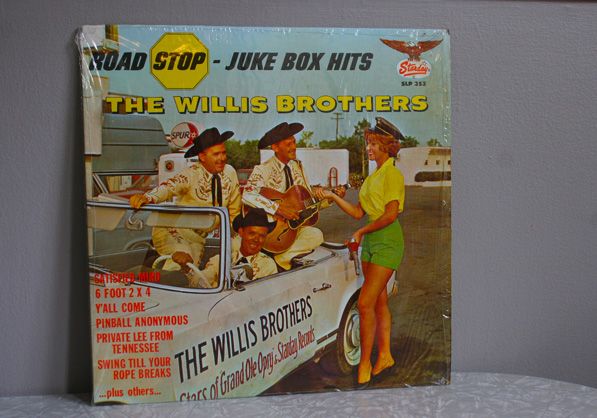 ROAD STOP - JUKE BOX HITS
Starday
SLP 353
THE WILLIS BROTHERS
SPUR
SATISFIED MIND
6 FOOT 2 X 4
Y'ALL COME
PINBALL ANONYMOUS
PRIVATE LEE FROM
TENNESSEE
SWING TILL YOUR
ROPE BREAKS
...plus others...
THE WILLIS BROTHERS
Stars of Grand Ole Opry & Starday Records